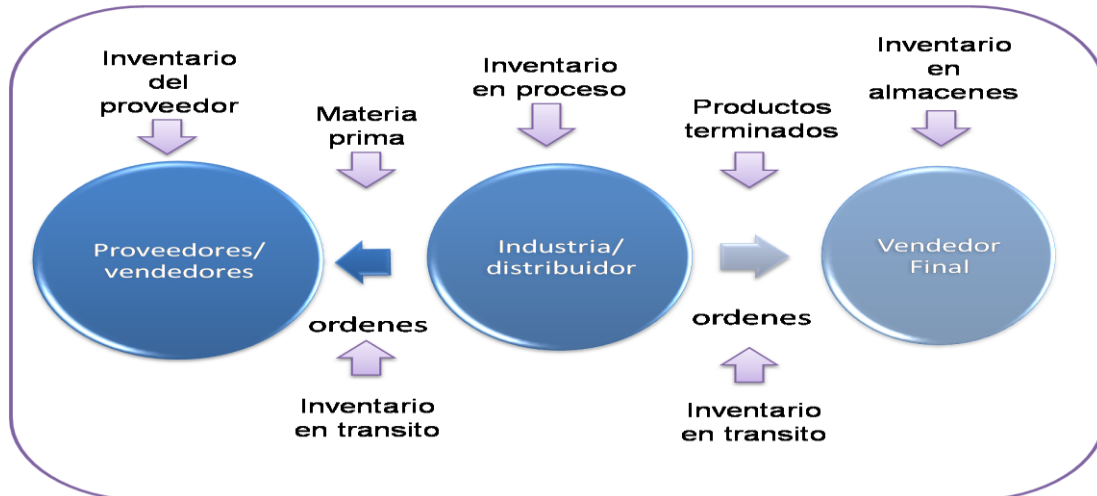 Inventario
del
proveedor
Materia
prima
Inventario
en proceso
Productos
terminados
Inventario
en
almacenes
Proveedores/
vendedores
Industria/
distribuidor
Vendedor
Final
ordenes
ordenes
Inventario
en transito
Inventario
en transito